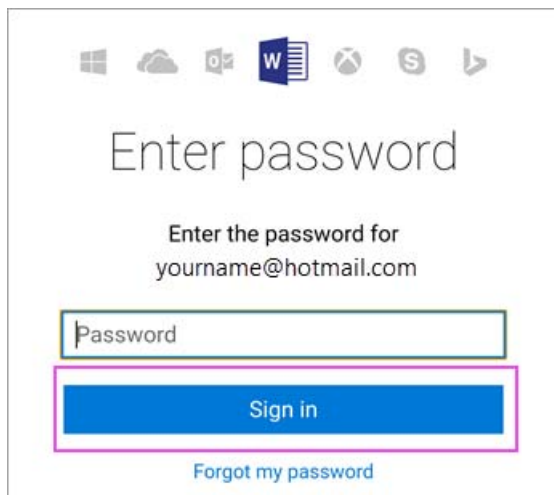 Enter password
Enter the password for
yourname@hotmail.com
Password
Sign in
Forgot my password